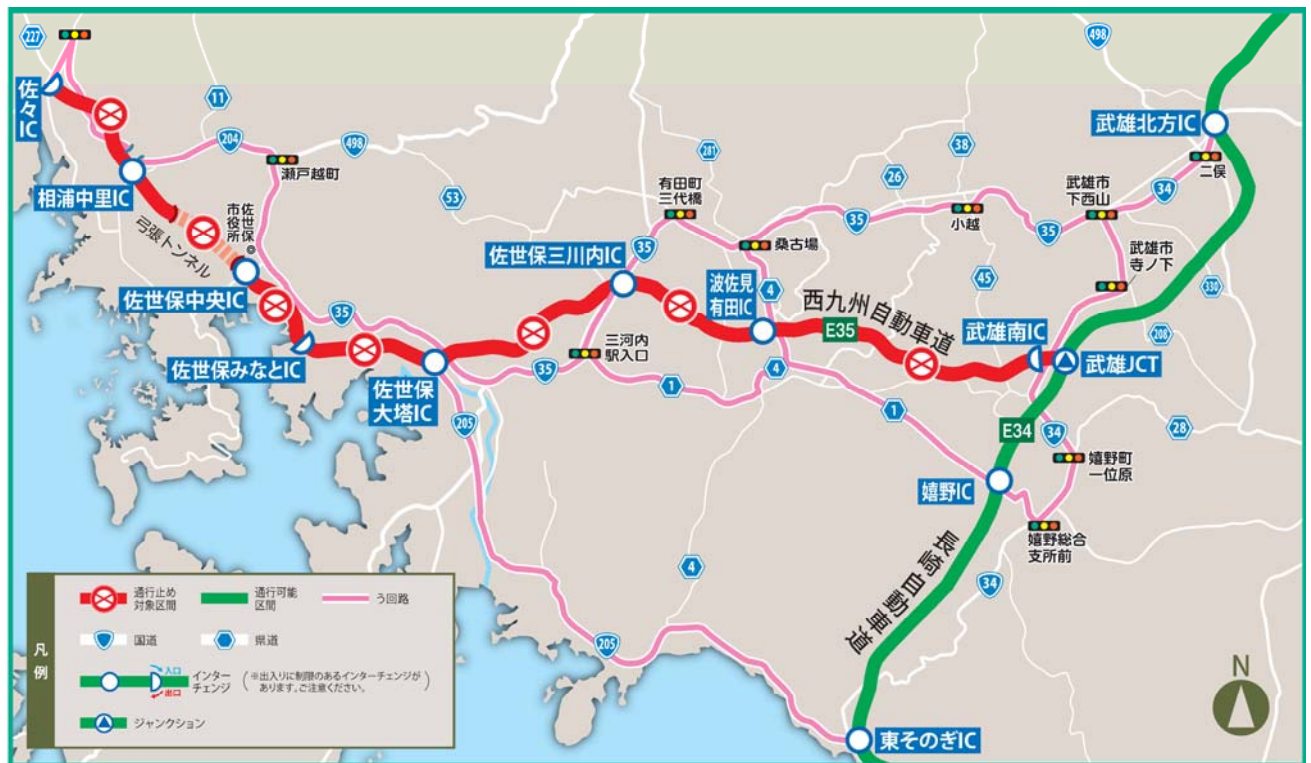 227
佐々
IC
11
204
498
瀬戸越町
相浦中里IC
53
佐世保
市役所
弓張トンネル
佐世保中央IC
35
佐世保みなとIC
佐世保
大塔IC
205
35
三河内
駅入口
佐世保三川内IC
35
有田町
三代橋
281
桑古場
4
波佐見
有田IC
E35
西九州自動車道
1
4
1
26
38
35
小越
45
35
武雄市
下西山
498
武雄北方IC
二俣
34
武雄市
寺ノ下
330
208
武雄南IC
武雄JCT
E34
34
28
嬉野町
一位原
嬉野IC
嬉野総合
支所前
34
長崎自動車道
4
205
東そのぎIC
N
凡例
通行止め
対象区間
通行可能
区間
う回路
国道
県道
入口
出口
インター
チェンジ
(※出入りに制限のあるインターチェンジが
あります。ご注意ください。)
ジャンクション